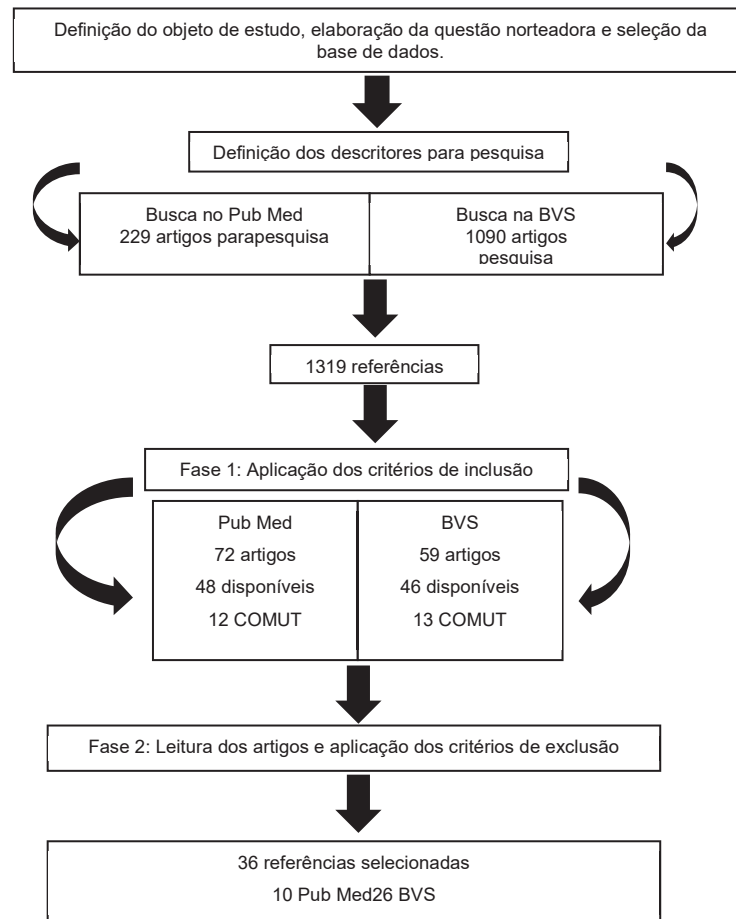 Definição do objeto de estudo, elaboração da questão norteadora e seleção da
base de dados.
Definição dos descritores para pesquisa
Busca no Pub Med
229 artigos parapesquisa
Busca na BVS
1090 artigos
pesquisa
1319 referências
Fase 1: Aplicação dos critérios de inclusão
Pub Med
72 artigos
48 disponíveis
12 COMUT
BVS
59 artigos
46 disponíveis
13 COMUT
Fase 2: Leitura dos artigos e aplicação dos critérios de exclusão
36 referências selecionadas
10 Pub Med26 BVS